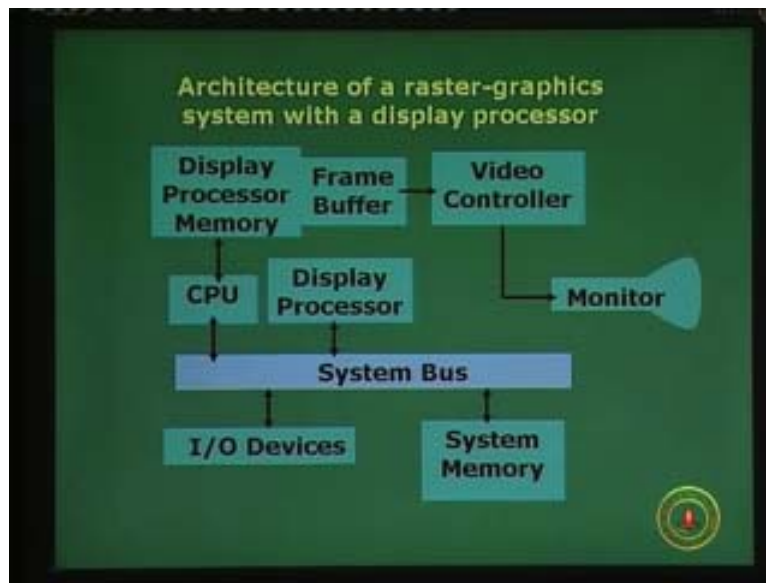 Architecture of a raster-graphics
system with a display processor
Display
Processor
Memory
Frame
Buffer
Video
Controller
CPU
Display
Processor
Monitor
System Bus
I/O Devices
System
Memory